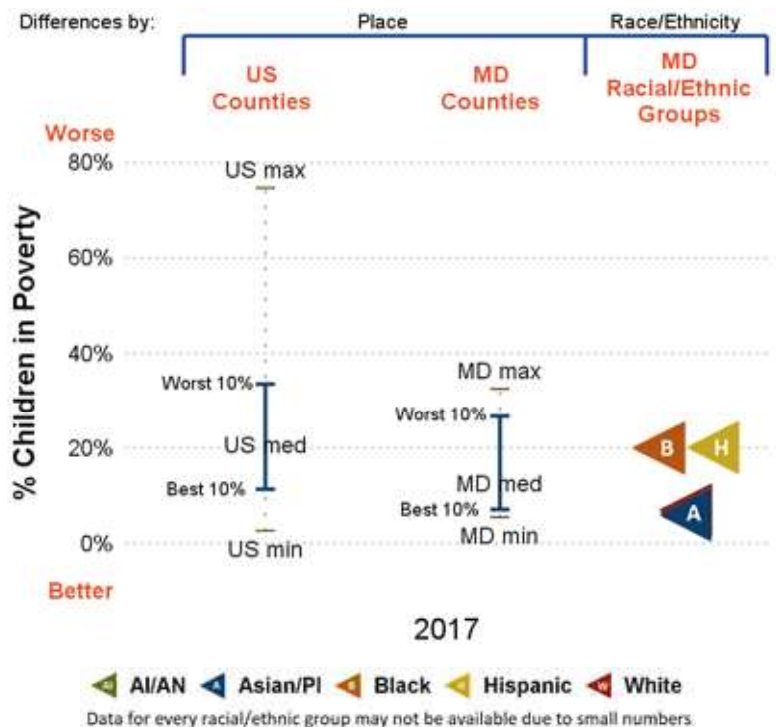 Differences by: Place Race/Ethnicity
US Counties
MD Counties
MD Racial/Ethnic Groups
Worse
80%
60%
40%
20%
0%
% Children in Poverty
Better
US max
Worst 10%
US med
Best 10%
US min
MD max
Worst 10%
MD med
Best 10%
MD min
B H
A
2017
AI/AN A Asian/PI B Black Hispanic W White
Data for every racial/ethnic group may not be available due to small numbers